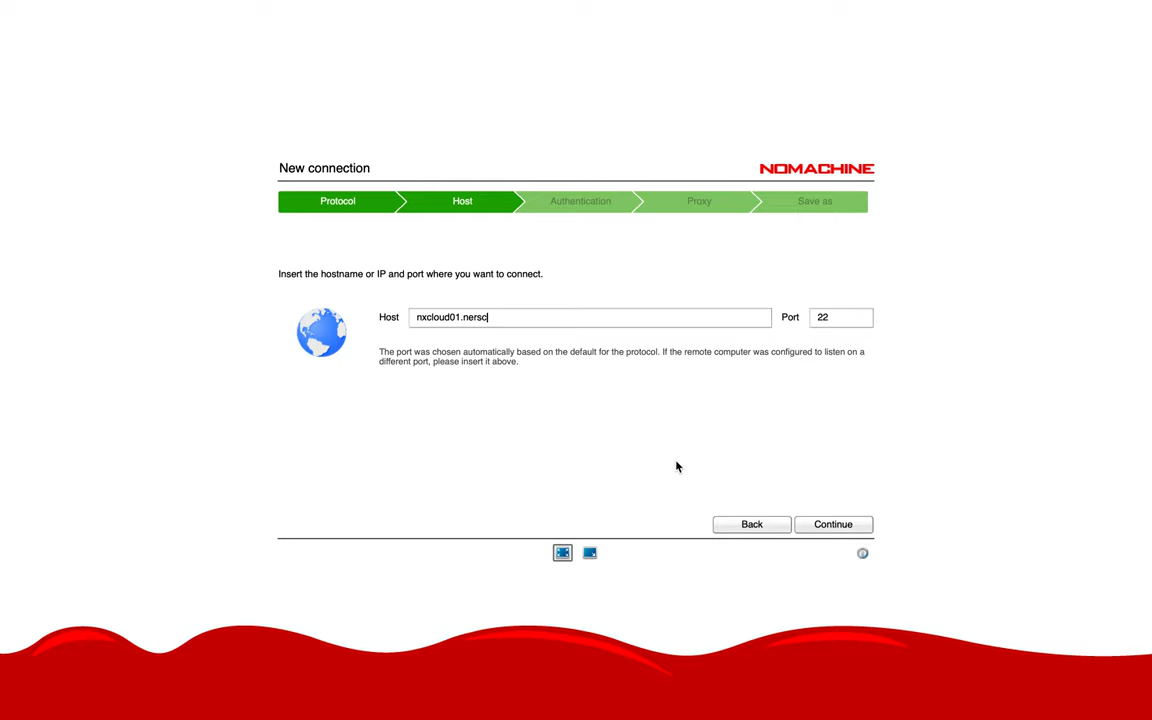 New connection
NOMACHINE
Protocol
Host
Authentication
Proxy
Save as
Insert the hostname or IP and port where you want to connect.
Host
nxcloud01.nersc
Port
22
The port was chosen automatically based on the default for the protocol. If the remote computer was configured to listen on a
different port, please insert it above.
Back
Continue